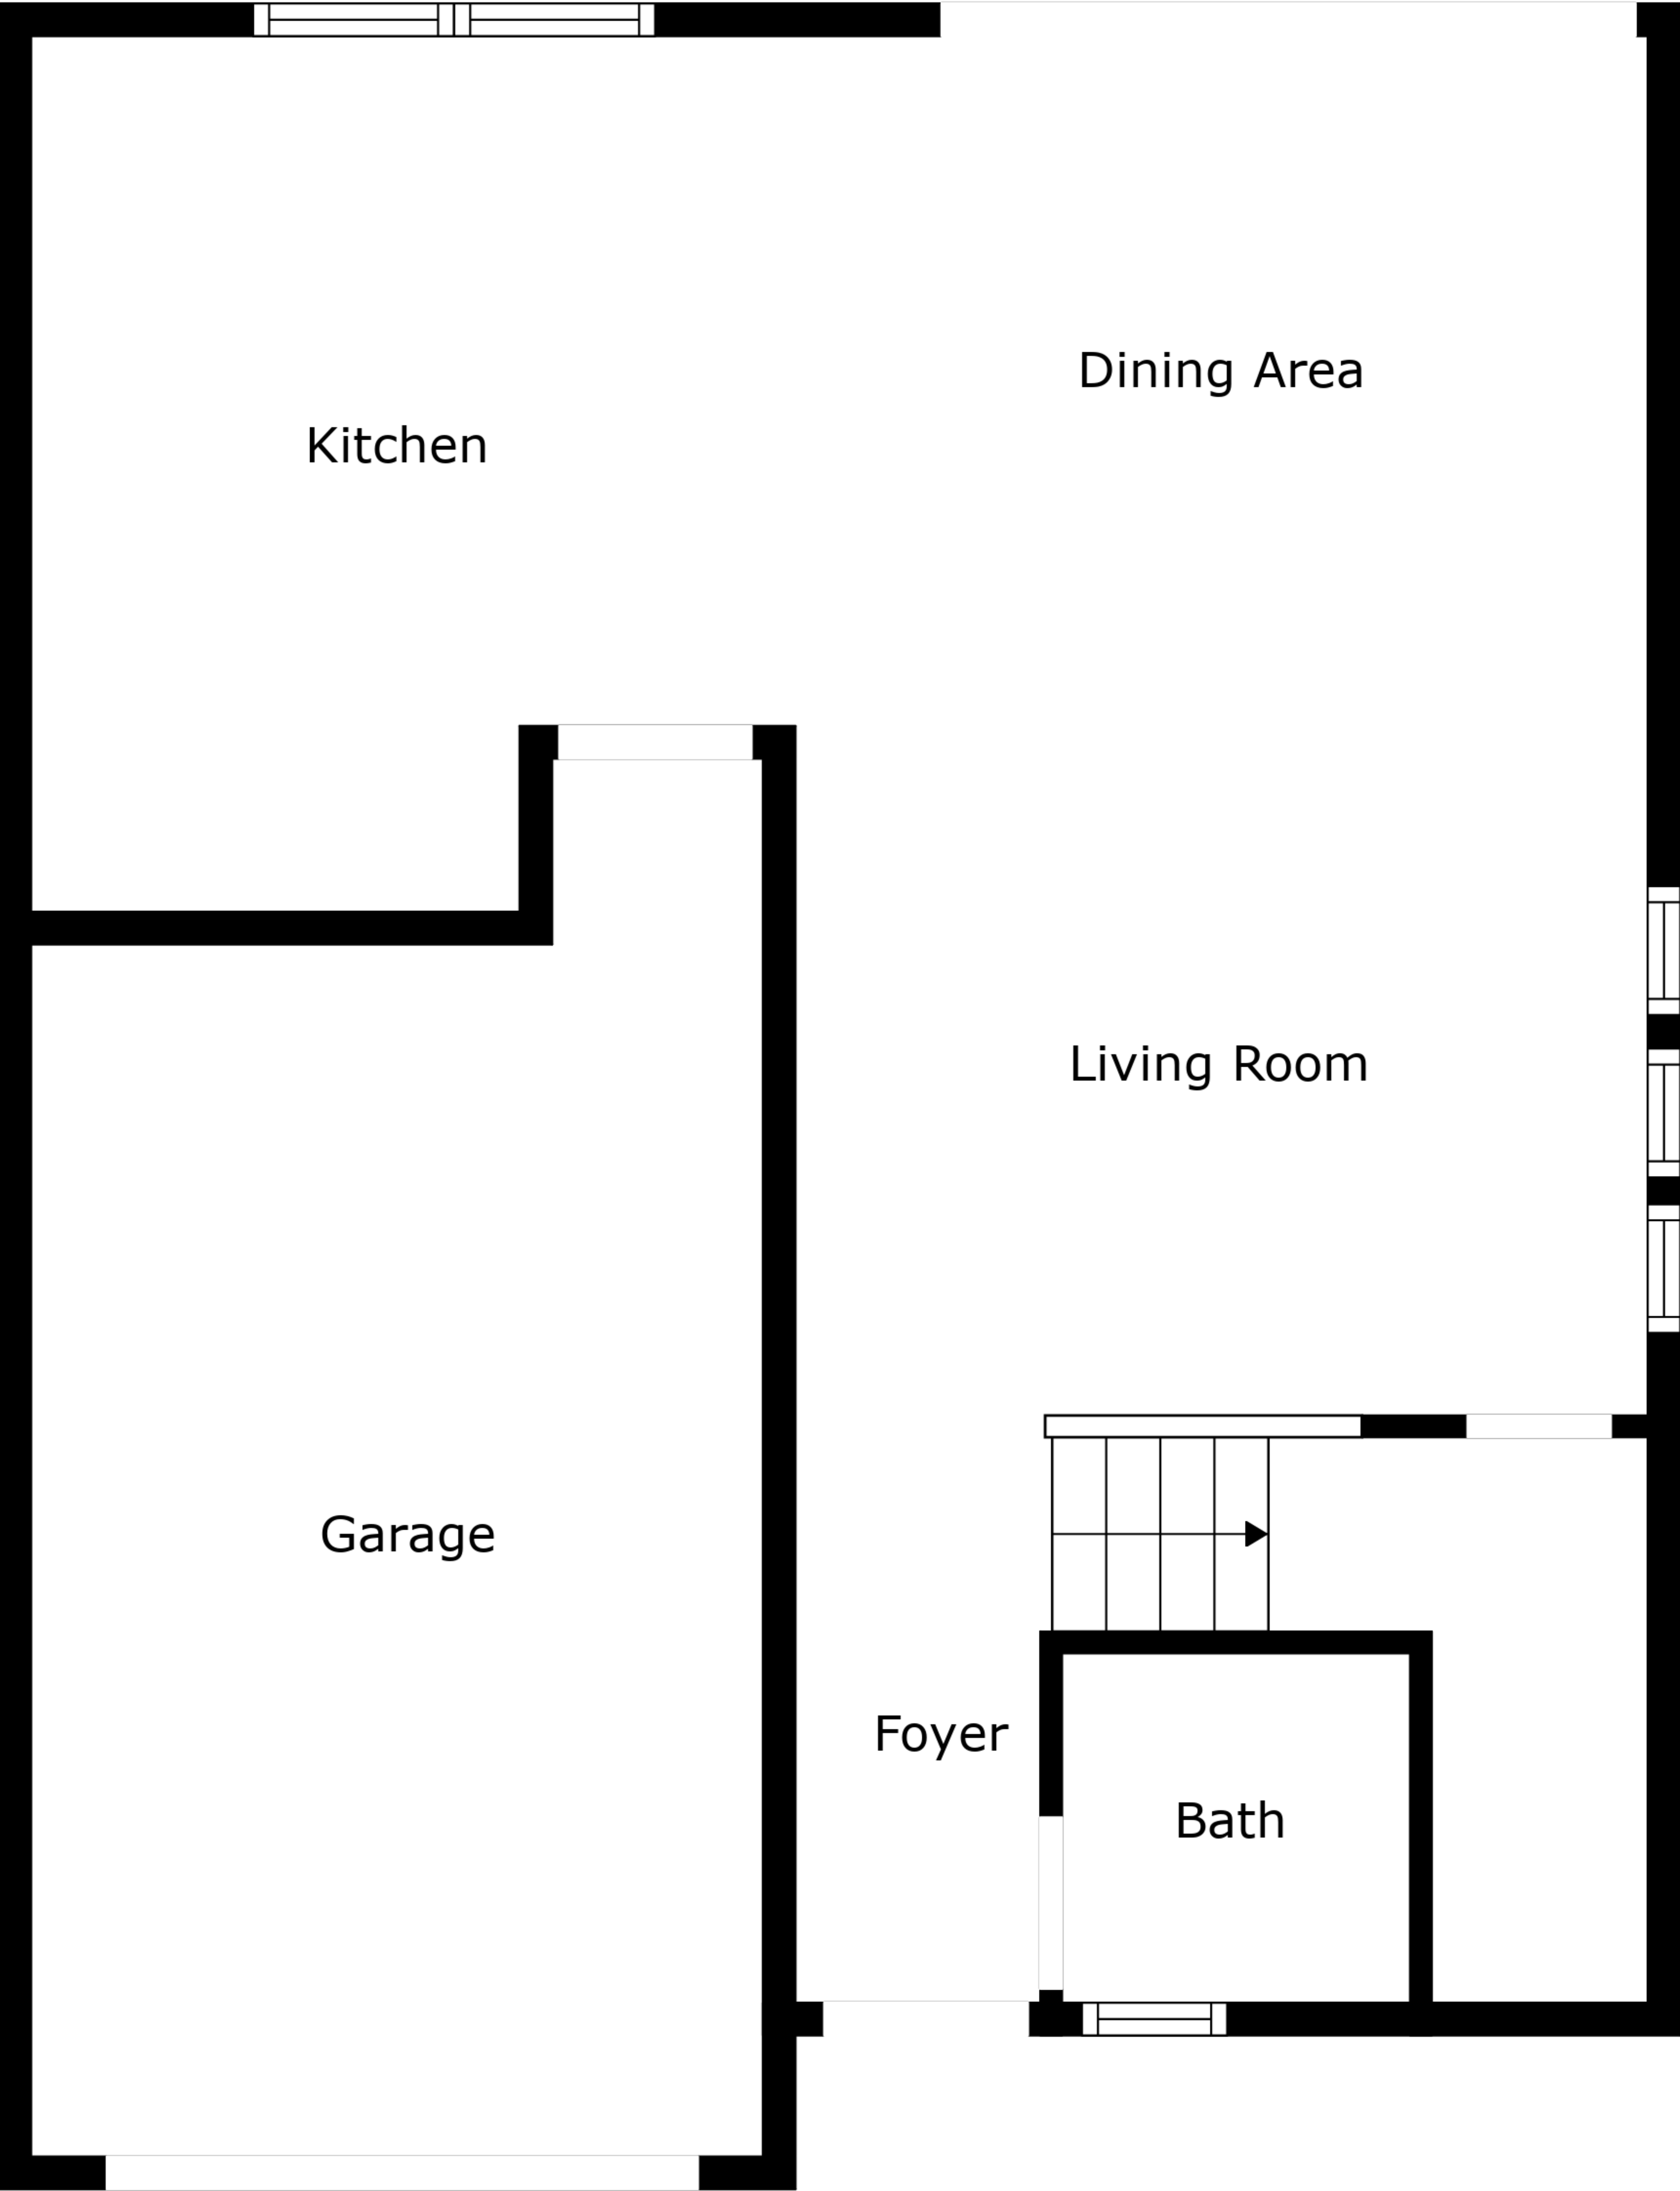 Dining Area
Kitchen
Living Room
Garage
Foyer
Bath